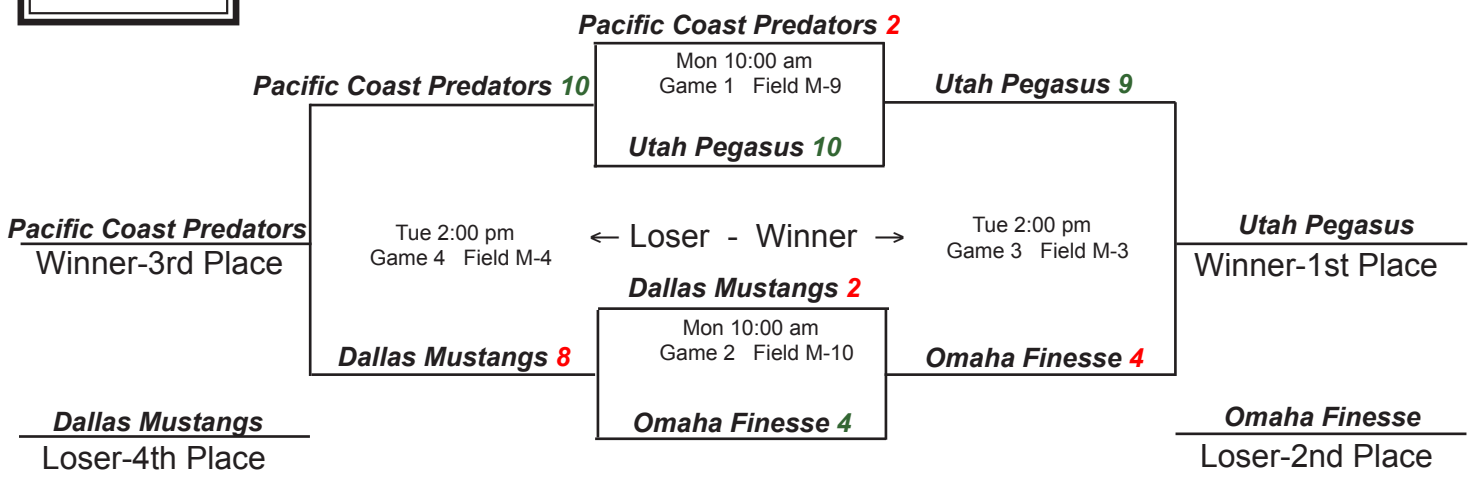 Pacific Coast Predators 2
Mon 10:00 am
Game 1 Field M-9
Pacific Coast Predators 10
Utah Pegasus 9
Utah Pegasus 10
Pacific Coast Predators
Winner-3rd Place
Tue 2:00 pm
Game 4 Field M-4
← Loser - Winner →
Tue 2:00 pm
Game 3 Field M-3
Utah Pegasus
Winner-1st Place
Dallas Mustangs 2
Mon 10:00 am
Game 2 Field M-10
Dallas Mustangs 8
Omaha Finesse 4
Omaha Finesse 4
Dallas Mustangs
Loser-4th Place
Omaha Finesse
Loser-2nd Place